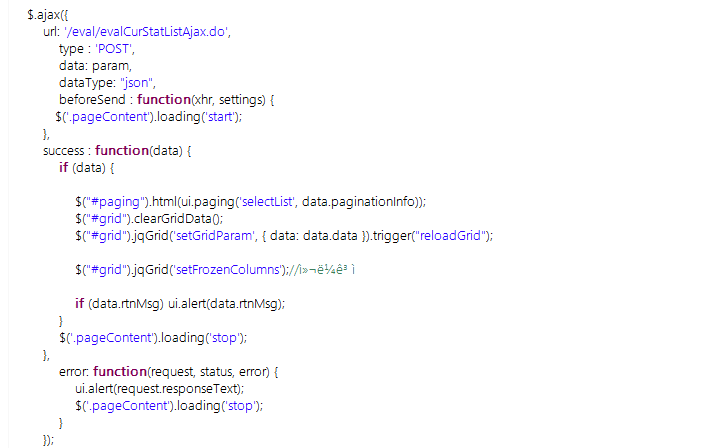 $.ajax({
url: '/eval/evalCurStatListAjax.do',
type : 'POST',
data: param,
dataType: "json",
beforeSend : function(xhr, settings) {
$('.pageContent').loading('start');
},
success : function(data) {
if (data) {
$("#paging").html(ui.paging('selectList', data.paginationInfo));
$("#grid").clearGridData();
$("#grid").jqGrid('setGridParam', { data: data.data }).trigger("reloadGrid");
$("#grid").jqGrid('setFrozenColumns');//ì»¬ë¼ê³ ì
if (data.rtnMsg) ui.alert(data.rtnMsg);
}
$('.pageContent').loading('stop');
},
error: function(request, status, error) {
ui.alert(request.responseText);
$('.pageContent').loading('stop');
}
});